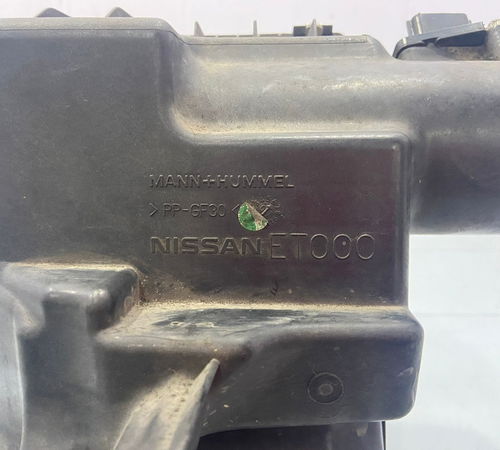 MANN+HUMMEL
>PP-GF30<
NISSAN ET000